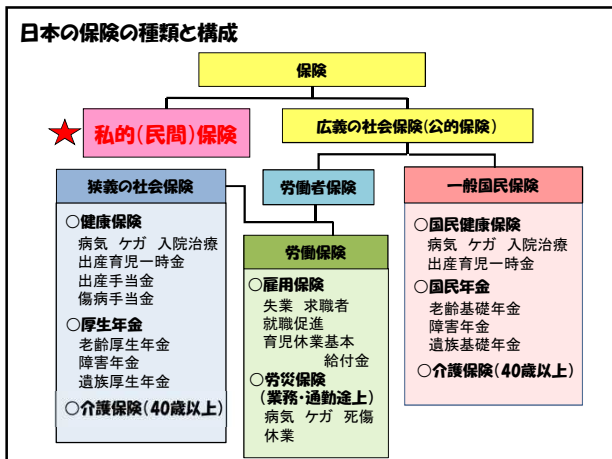 日本の保険の種類と構成
保険
私的(民間)保険
広義の社会保険(公的保険)
狭義の社会保険
○健康保険
病気 ケガ 入院治療
出産育児一時金
出産手当金
傷病手当金
○厚生年金
老齢厚生年金
障害年金
遺族厚生年金
○介護保険(40歳以上)
労働者保険
労働保険
○雇用保険
失業 求職者
就職促進
育児休業基本
給付金
○労災保険
(業務・通勤途上)
病気 ケガ 死傷
休業
一般国民保険
○国民健康保険
病気 ケガ 入院治療
出産育児一時金
○国民年金
老齢基礎年金
障害年金
遺族基礎年金
○介護保険(40歳以上)